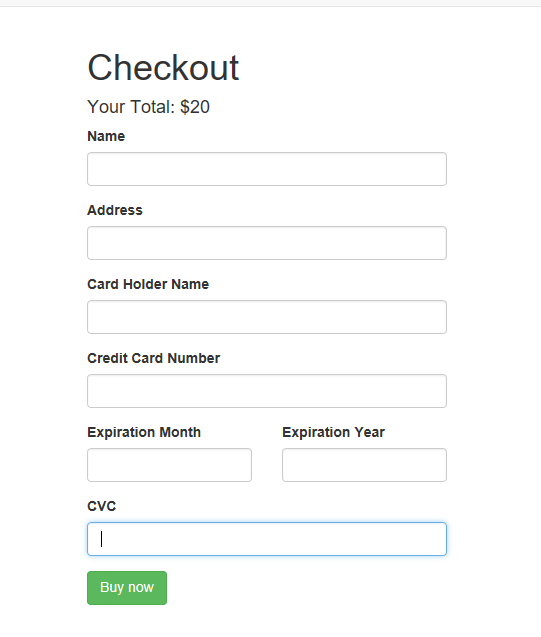 Checkout
Your Total: $20
Name
Address
Card Holder Name
Credit Card Number
Expiration Month Expiration Year
CVC
Buy now